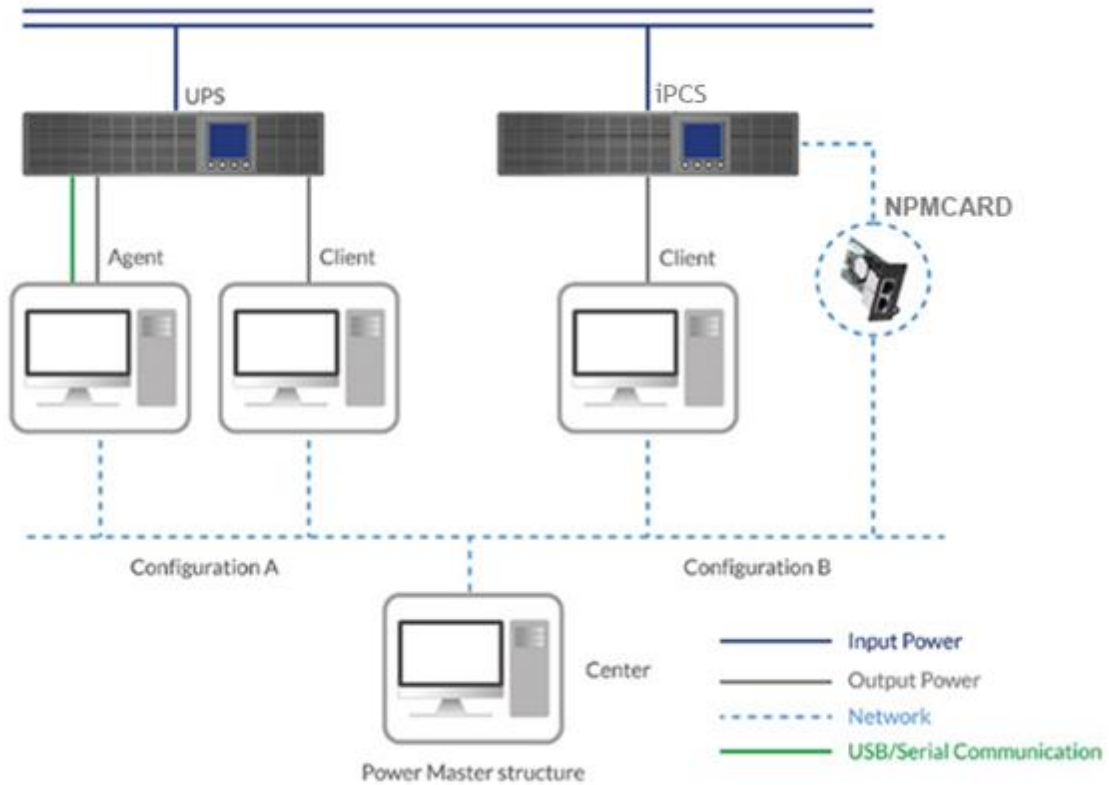 UPS
iPCS
NPMCARD
Agent
Client
Client
Configuration A
Configuration B
Center
Power Master structure
Input Power
Output Power
Network
USB/Serial Communication